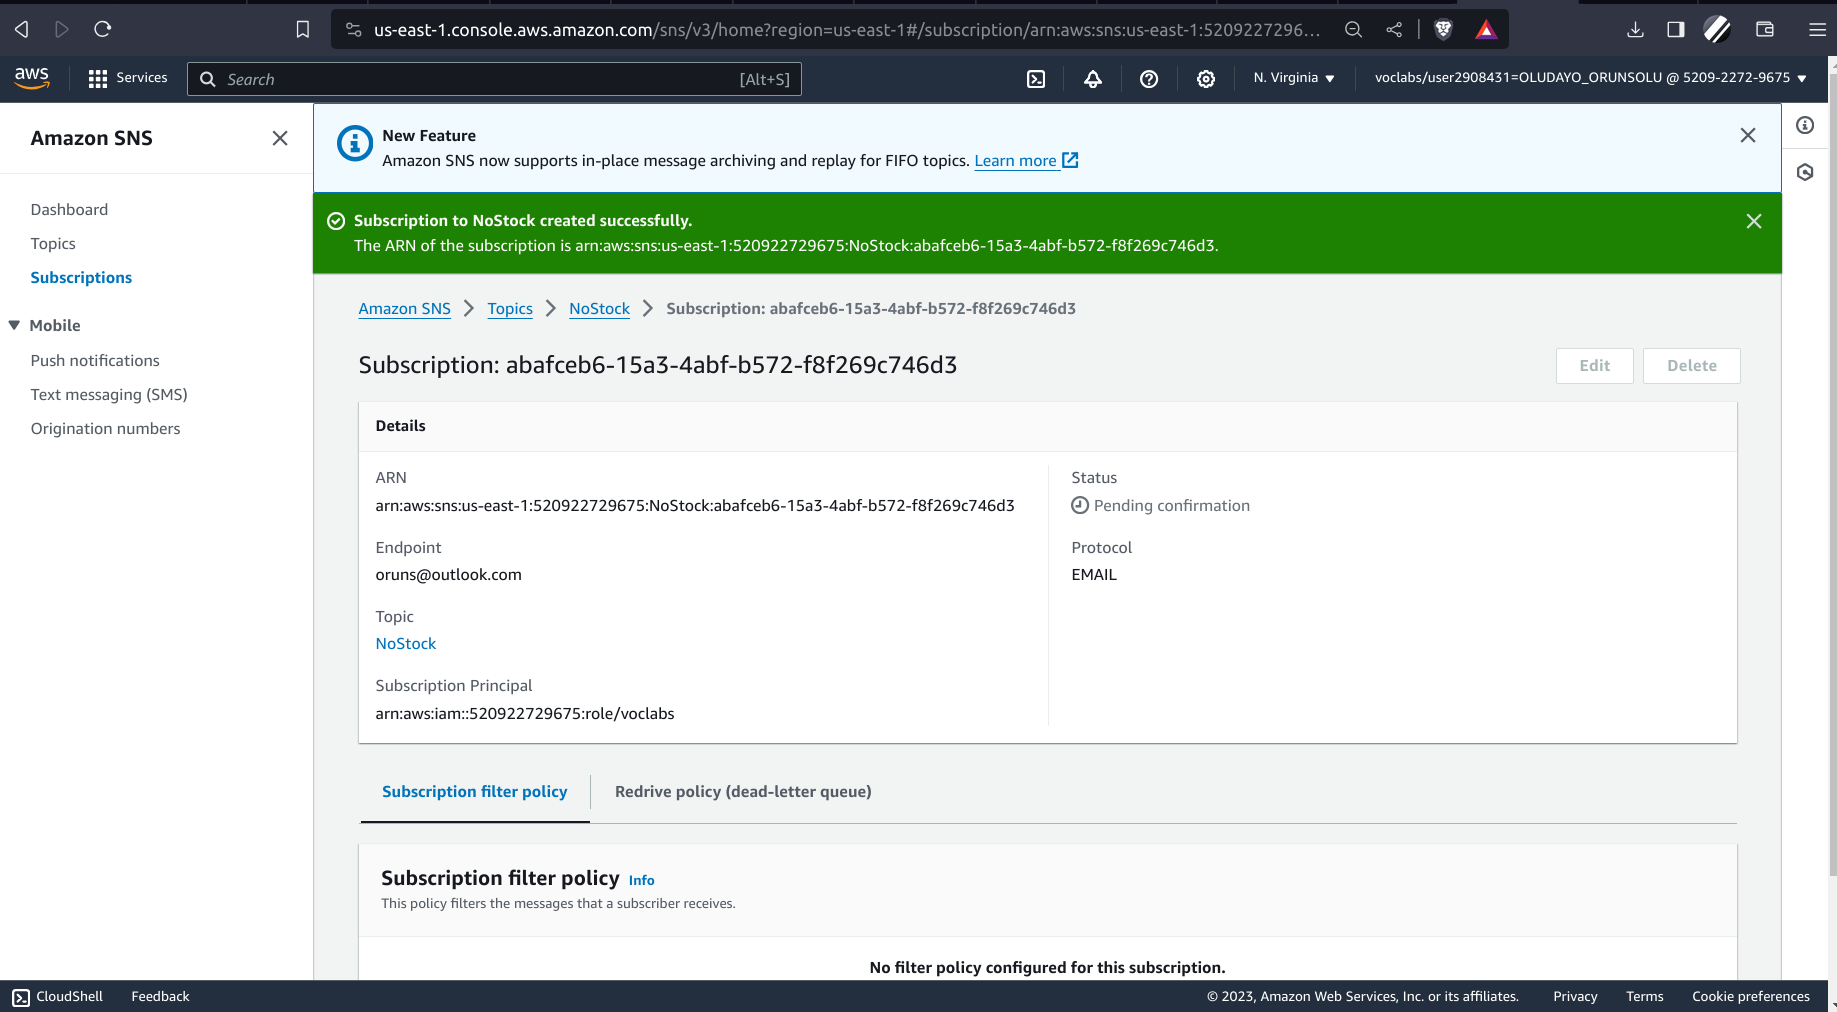 us-east-1.console.aws.amazon.com/sns/v3/home?region=us-east-1#/subscription/arn:aws:sns:us-east-1:5209227296...
aws
Services
Search
[Alt+S]
N. Virginia
voclabs/user2908431=OLUDAYO_ORUNSOLU @ 5209-2272-9675
Amazon SNS
Dashboard
Topics
Subscriptions
Mobile
Push notifications
Text messaging (SMS)
Origination numbers
New Feature
Amazon SNS now supports in-place message archiving and replay for FIFO topics. Learn more
Subscription to NoStock created successfully.
The ARN of the subscription is arn:aws:sns:us-east-1:520922729675:NoStock:abafceb6-15a3-4abf-b572-f8f269c746d3.
Amazon SNS > Topics > NoStock > Subscription: abafceb6-15a3-4abf-b572-f8f269c746d3
Subscription: abafceb6-15a3-4abf-b572-f8f269c746d3
Edit
Delete
Details
ARN
arn:aws:sns:us-east-1:520922729675:NoStock:abafceb6-15a3-4abf-b572-f8f269c746d3
Endpoint
oruns@outlook.com
Topic
NoStock
Subscription Principal
arn:aws:iam::520922729675:role/voclabs
Status
Pending confirmation
Protocol
EMAIL
Subscription filter policy
Redrive policy (dead-letter queue)
Subscription filter policy Info
This policy filters the messages that a subscriber receives.
No filter policy configured for this subscription.
CloudShell
Feedback
© 2023, Amazon Web Services, Inc. or its affiliates.
Privacy
Terms
Cookie preferences